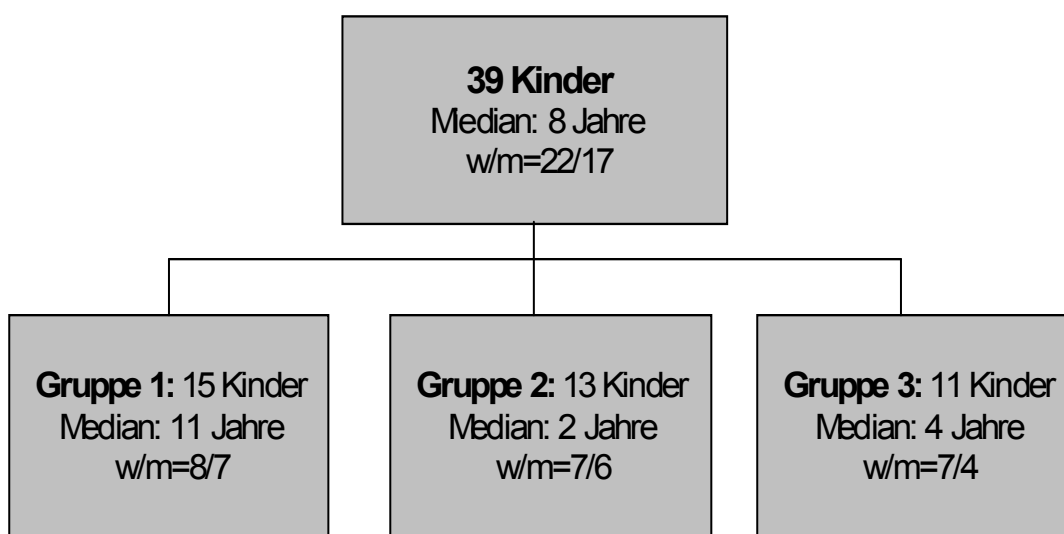 39 Kinder
Median: 8 Jahre
w/m=22/17
Gruppe 1: 15 Kinder
Median: 11 Jahre
w/m=8/7
Gruppe 2: 13 Kinder
Median: 2 Jahre
w/m=7/6
Gruppe 3: 11 Kinder
Median: 4 Jahre
w/m=7/4